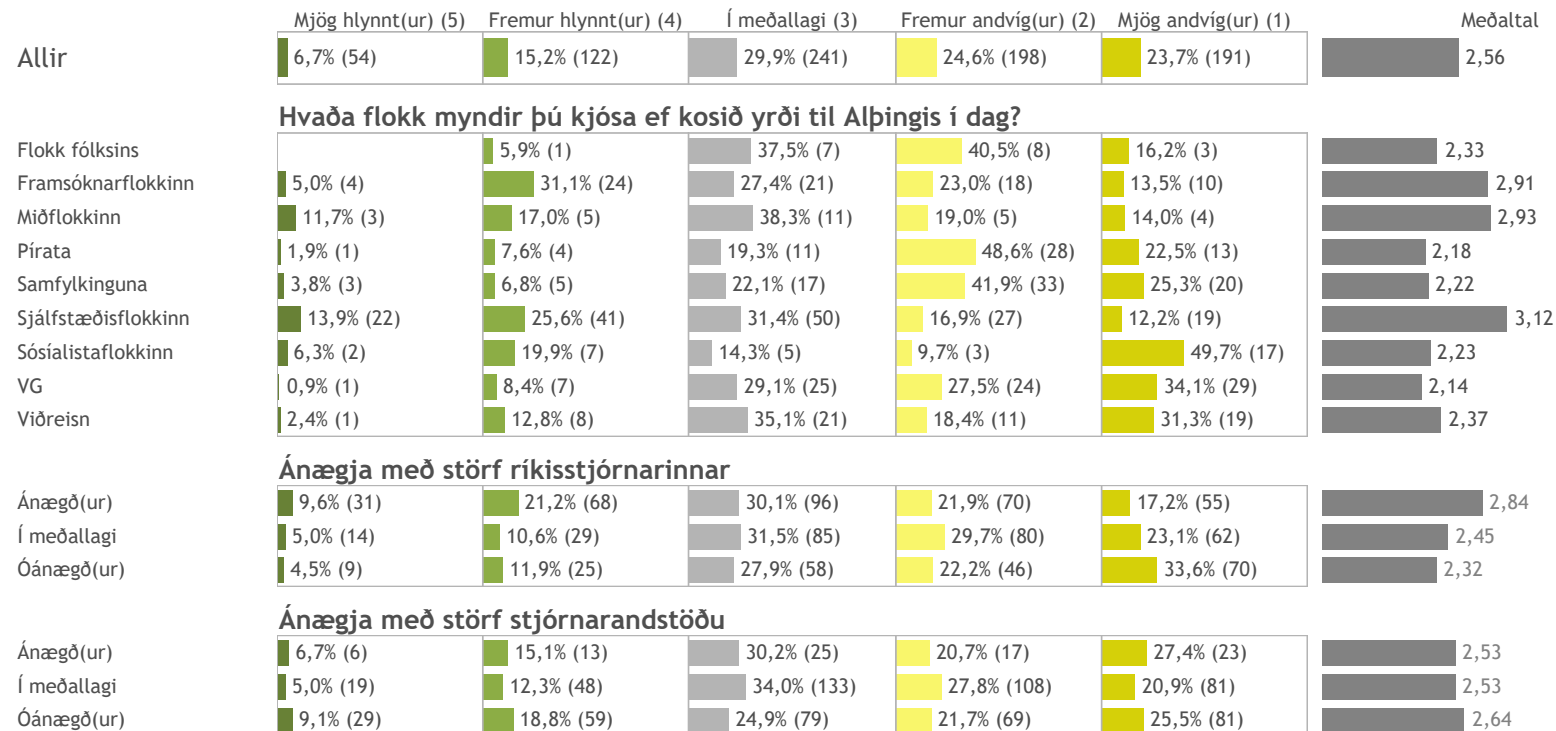 Mjög hlynnt(ur) (5) Fremur hlynnt(ur) (4) Í meðallagi (3) Fremur andvíg(ur) (2) Mjög andvíg(ur) (1) Meðaltal
Allir 6,7% (54) 15,2% (122) 29,9% (241) 24,6% (198) 23,7% (191) 2,56
Hvaða flokk myndir þú kjósa ef kosið yrði til Alþingis í dag?
Flokk fólksins 5,9% (1) 37,5% (7) 40,5% (8) 16,2% (3) 2,33
Framsóknarflokkinn 5,0% (4) 31,1% (24) 27,4% (21) 23,0% (18) 13,5% (10) 2,91
Miðflokkinn 11,7% (3) 17,0% (5) 38,3% (11) 19,0% (5) 14,0% (4) 2,93
Pírata 1,9% (1) 7,6% (4) 19,3% (11) 48,6% (28) 22,5% (13) 2,18
Samfylkinguna 3,8% (3) 6,8% (5) 22,1% (17) 41,9% (33) 25,3% (20) 2,22
Sjálfstæðisflokkinn 13,9% (22) 25,6% (41) 31,4% (50) 16,9% (27) 12,2% (19) 3,12
Sósíalistaflokkinn 6,3% (2) 19,9% (7) 14,3% (5) 9,7% (3) 49,7% (17) 2,23
VG 0,9% (1) 8,4% (7) 29,1% (25) 27,5% (24) 34,1% (29) 2,14
Viðreisn 2,4% (1) 12,8% (8) 35,1% (21) 18,4% (11) 31,3% (19) 2,37
Ánægja með störf ríkisstjórnarinnar
Ánægð(ur) 9,6% (31) 21,2% (68) 30,1% (96) 21,9% (70) 17,2% (55) 2,84
Í meðallagi 5,0% (14) 10,6% (29) 31,5% (85) 29,7% (80) 23,1% (62) 2,45
Óánægð(ur) 4,5% (9) 11,9% (25) 27,9% (58) 22,2% (46) 33,6% (70) 2,32
Ánægja með störf stjórnarandstöðu
Ánægð(ur) 6,7% (6) 15,1% (13) 30,2% (25) 20,7% (17) 27,4% (23) 2,53
Í meðallagi 5,0% (19) 12,3% (48) 34,0% (133) 27,8% (108) 20,9% (81) 2,53
Óánægð(ur) 9,1% (29) 18,8% (59) 24,9% (79) 21,7% (69) 25,5% (81) 2,64